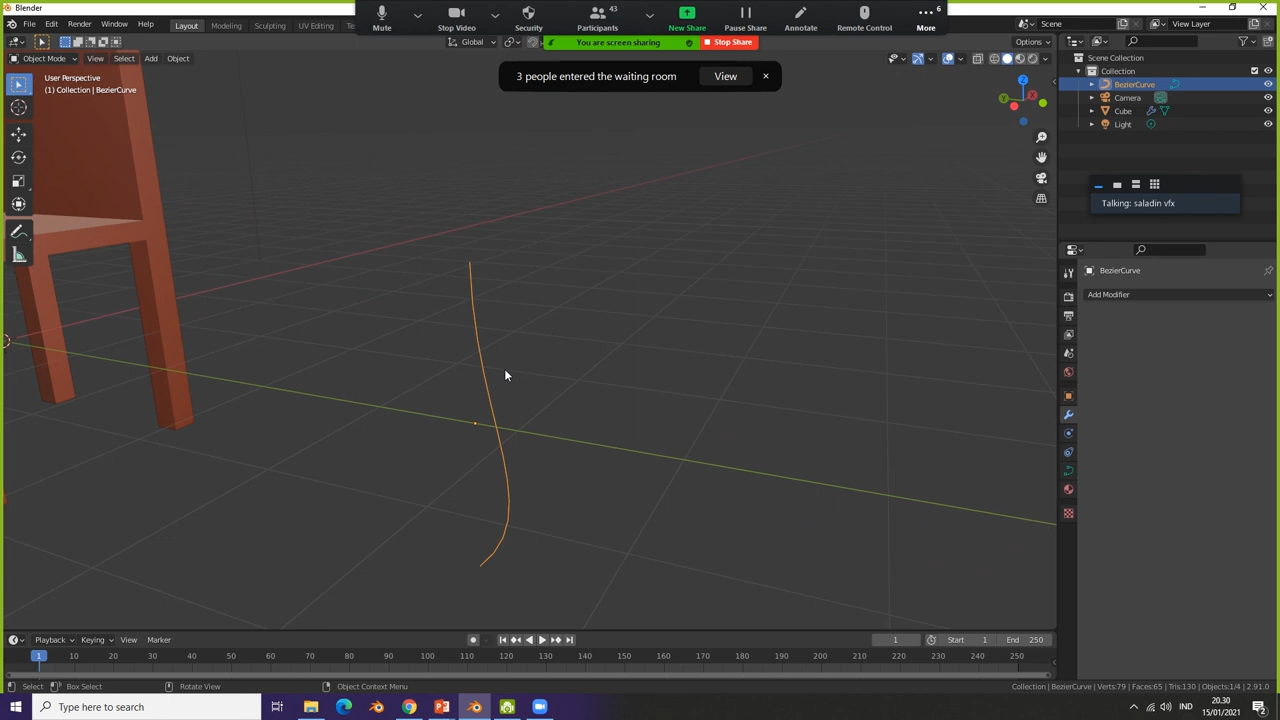 Blender
File Edit Render Window Help Layout Modeling Sculpting UV Editing Te
Mute Stop Video Security Participants 43 New Share Pause Share Annotate Remote Control More 6
You are screen sharing Stop Share
3 people entered the waiting room View ×
Scene View Layer
Global Options
Object Mode View Select Add Object
User Perspective
(1) Collection | BezierCurve
Z
Y X
Scene Collection
Collection
BezierCurve
Camera
Cube
Light
Talking: saladin vfx
BezierCurve
Add Modifier
Playback Keying View Marker 1 Start 1 End 250
1 10 20 30 40 50 60 70 80 90 100 110 120 130 140 150 160 170 180 190 200 210 220 230 240 250
Select Box Select Rotate View Object Context Menu Collection | BezierCurve | Verts:79 | Faces:65 | Tris:130 | Objects:1/4 | 2.91.0
Type here to search
IND
20.30
15/01/2021
2